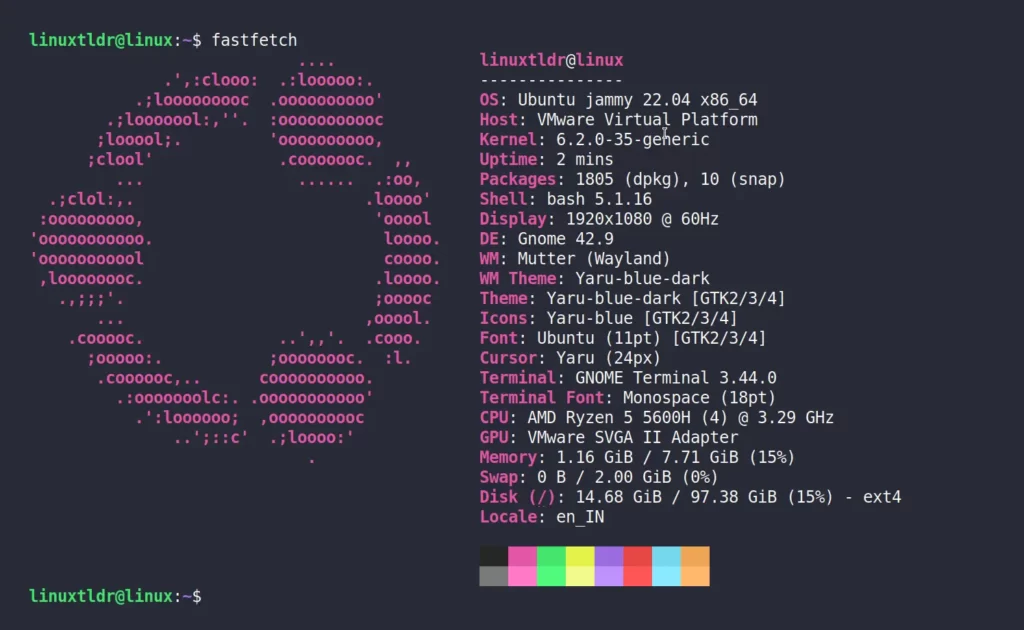 linuxtldr@linux:~$ fastfetch
linuxtldr@linux
---------------
OS: Ubuntu jammy 22.04 x86_64
Host: VMware Virtual Platform
Kernel: 6.2.0-35-generic
Uptime: 2 mins
Packages: 1805 (dpkg), 10 (snap)
Shell: bash 5.1.16
Display: 1920x1080 @ 60Hz
DE: Gnome 42.9
WM: Mutter (Wayland)
WM Theme: Yaru-blue-dark
Theme: Yaru-blue-dark [GTK2/3/4]
Icons: Yaru-blue [GTK2/3/4]
Font: Ubuntu (11pt) [GTK2/3/4]
Cursor: Yaru (24px)
Terminal: GNOME Terminal 3.44.0
Terminal Font: Monospace (18pt)
CPU: AMD Ryzen 5 5600H (4) @ 3.29 GHz
GPU: VMware SVGA II Adapter
Memory: 1.16 GiB / 7.71 GiB (15%)
Swap: 0 B / 2.00 GiB (0%)
Disk (/): 14.68 GiB / 97.38 GiB (15%) - ext4
Locale: en_IN
linuxtldr@linux:~$